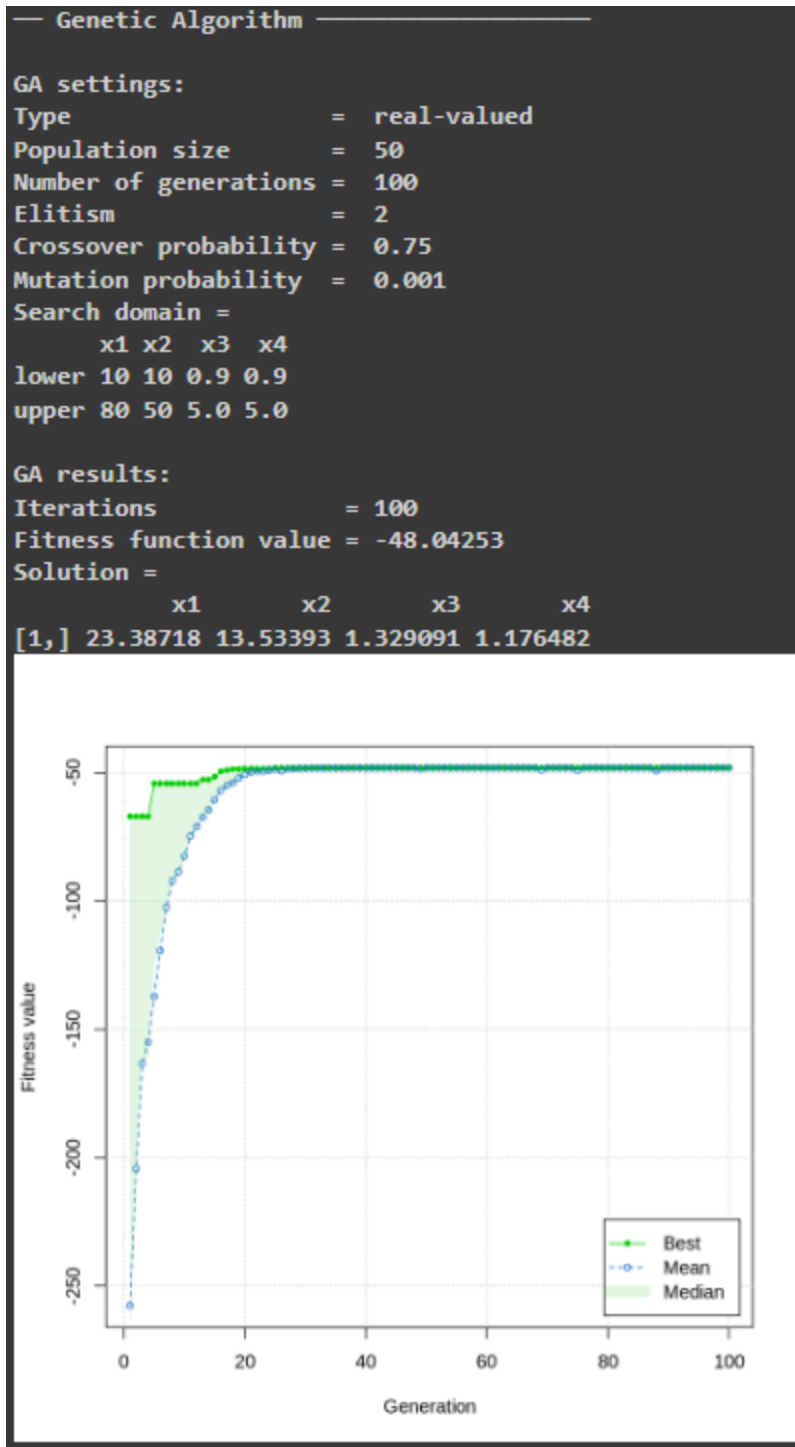 ── Genetic Algorithm ───────────────────
GA settings:
Type                  =  real-valued
Population size       =  50
Number of generations =  100
Elitism               =  2
Crossover probability =  0.75
Mutation probability  =  0.001
Search domain =
      x1 x2  x3  x4
lower 10 10 0.9 0.9
upper 80 50 5.0 5.0
GA results:
Iterations             = 100
Fitness function value = -48.04253
Solution =
           x1       x2       x3       x4
[1,] 23.38718 13.53393 1.329091 1.176482
-50
-100
-150
-200
-250
Fitness value
Best
Mean
Median
0 20 40 60 80 100
Generation